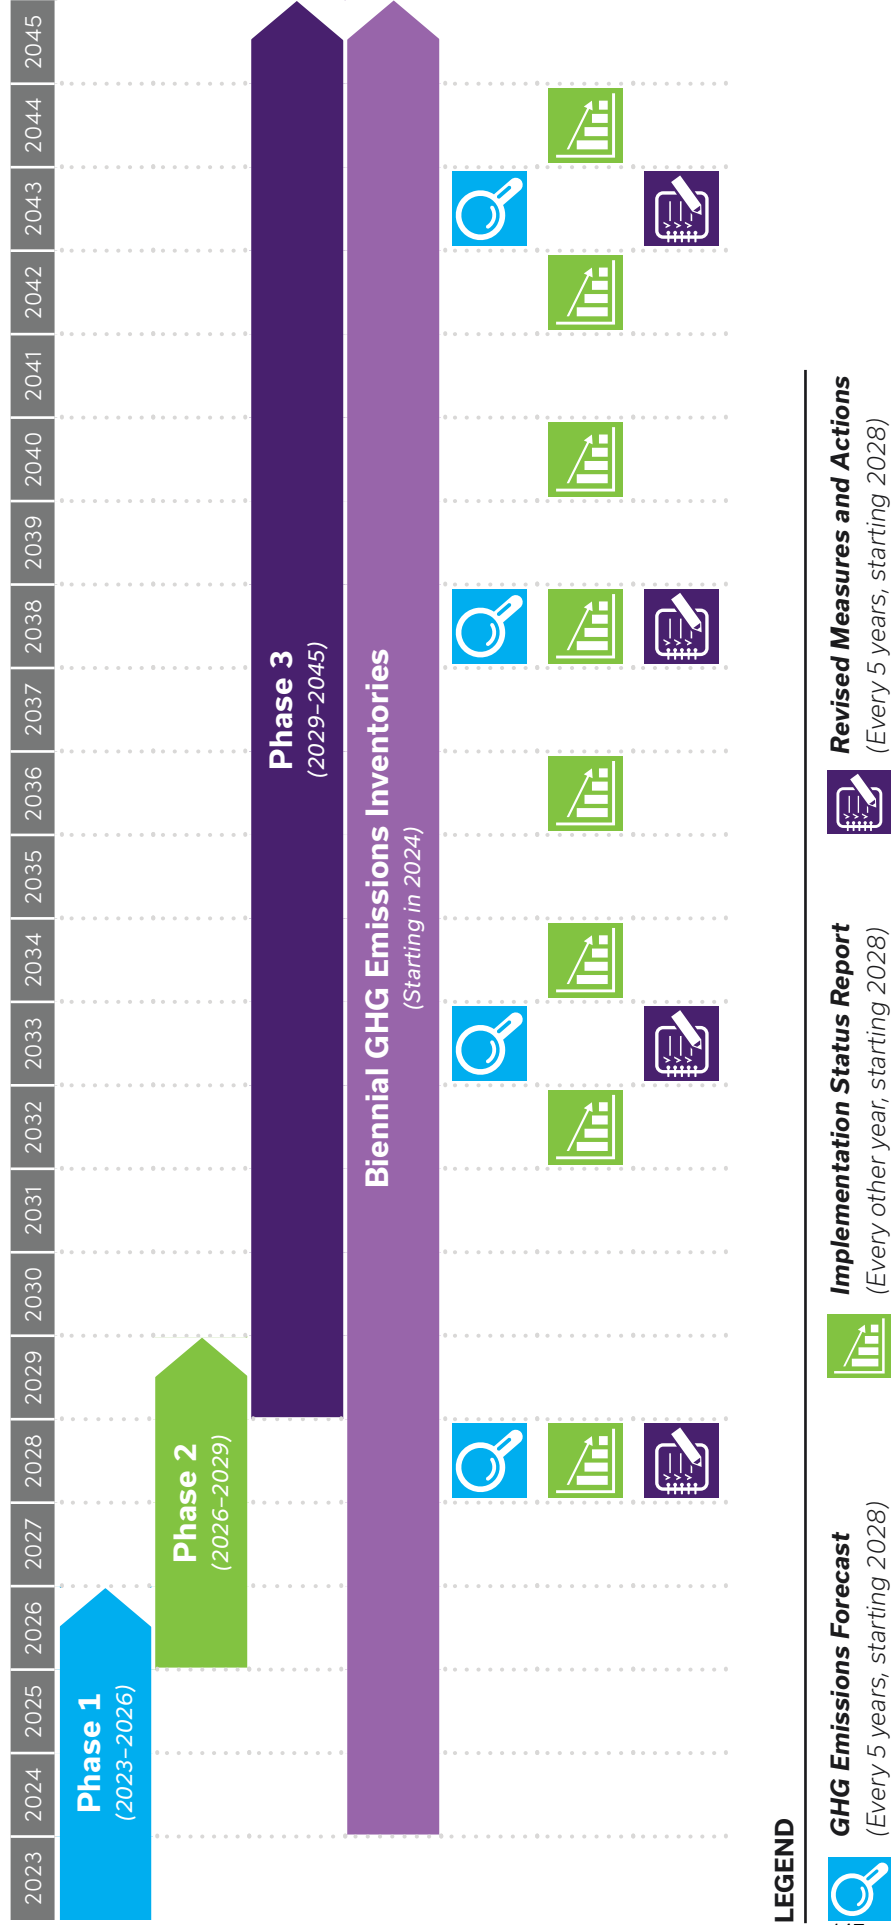 2023
2024
2025
2026
2027
2028
2029
2030
2031
2032
2033
2034
2035
2036
2037
2038
2039
2040
2041
2042
2043
2044
2045
Phase 1
(2023–2026)
Phase 2
(2026–2029)
Phase 3
(2029–2045)
Biennial GHG Emissions Inventories
(Starting in 2024)
LEGEND
GHG Emissions Forecast
(Every 5 years, starting 2028)
Implementation Status Report
(Every other year, starting 2028)
Revised Measures and Actions
(Every 5 years, starting 2028)